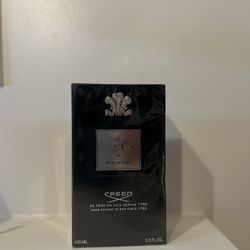 AVENTUS
CREED
DE PÈRE EN FILS DEPUIS 1760
FROM FATHER TO SON SINCE 1760
100 ML
3.3 FL.OZ.